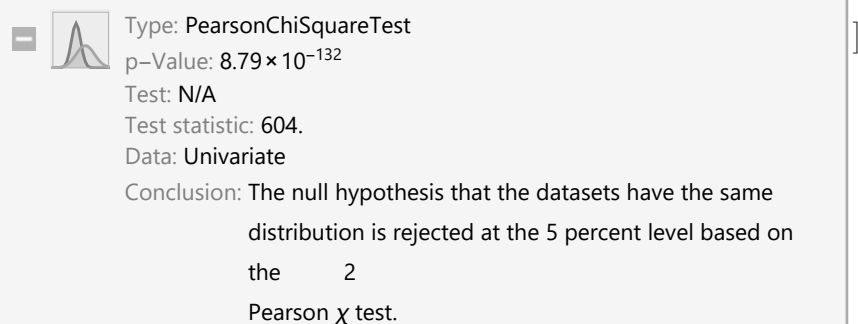 Type: PearsonChiSquareTest
p–Value: 8.79×10⁻¹³²
Test: N/A
Test statistic: 604.
Data: Univariate
Conclusion: The null hypothesis that the datasets have the same
distribution is rejected at the 5 percent level based on
the 2
Pearson χ test.
]